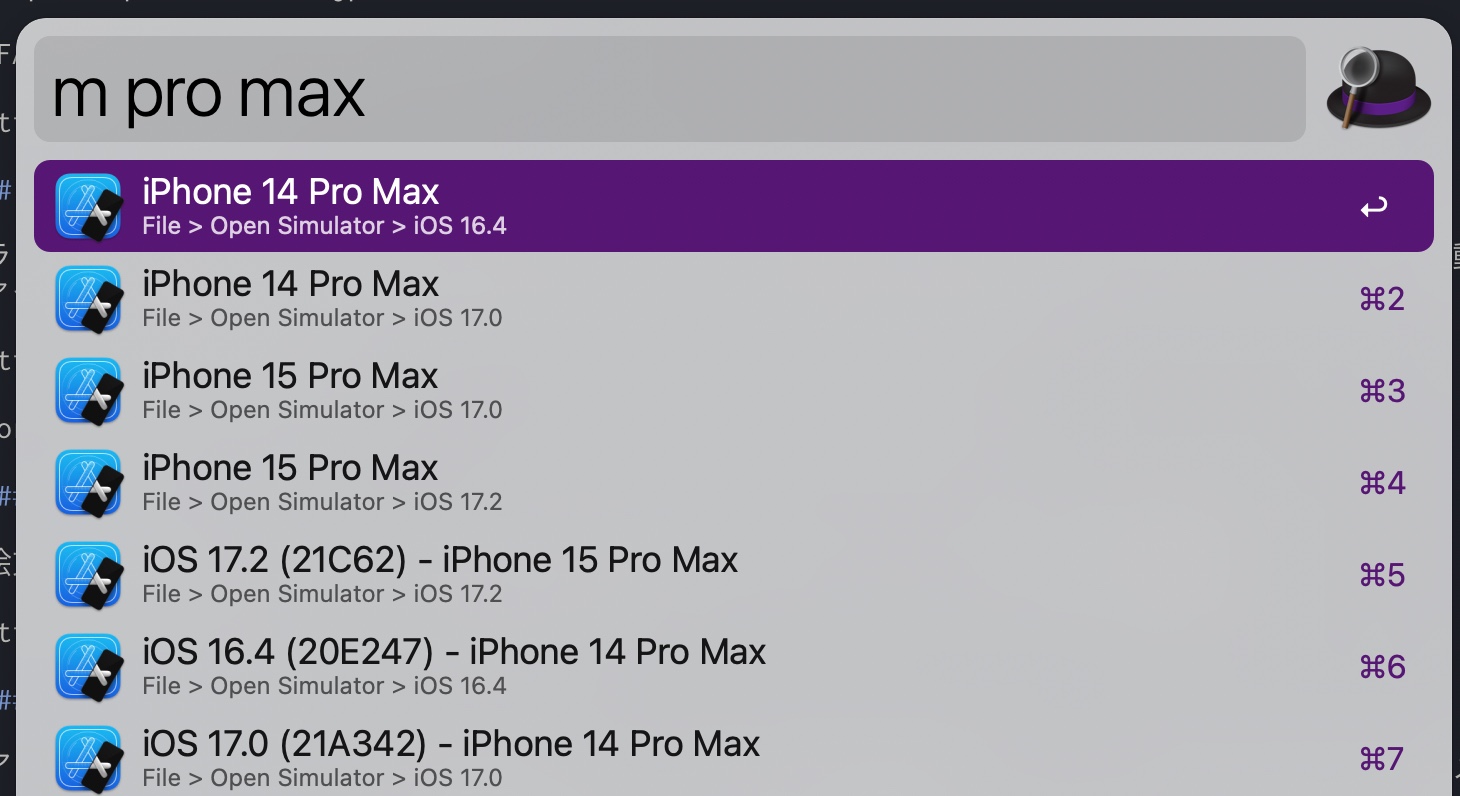 m pro max
iPhone 14 Pro Max
File > Open Simulator > iOS 16.4
↩
iPhone 14 Pro Max
File > Open Simulator > iOS 17.0
⌘2
iPhone 15 Pro Max
File > Open Simulator > iOS 17.0
⌘3
iPhone 15 Pro Max
File > Open Simulator > iOS 17.2
⌘4
iOS 17.2 (21C62) - iPhone 15 Pro Max
File > Open Simulator > iOS 17.2
⌘5
iOS 16.4 (20E247) - iPhone 14 Pro Max
File > Open Simulator > iOS 16.4
⌘6
iOS 17.0 (21A342) - iPhone 14 Pro Max
File > Open Simulator > iOS 17.0
⌘7